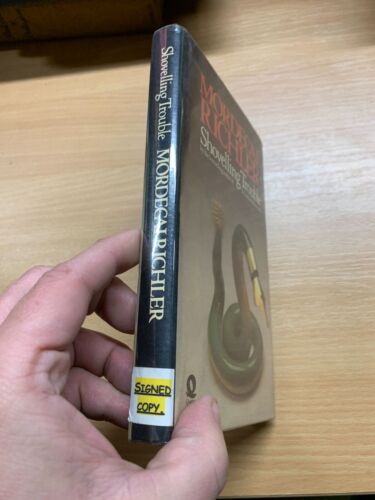 Shovelling Trouble MORDECAI RICHLER
SIGNED
COPY.
MORDECAI
RICHLER
Shovelling Trouble